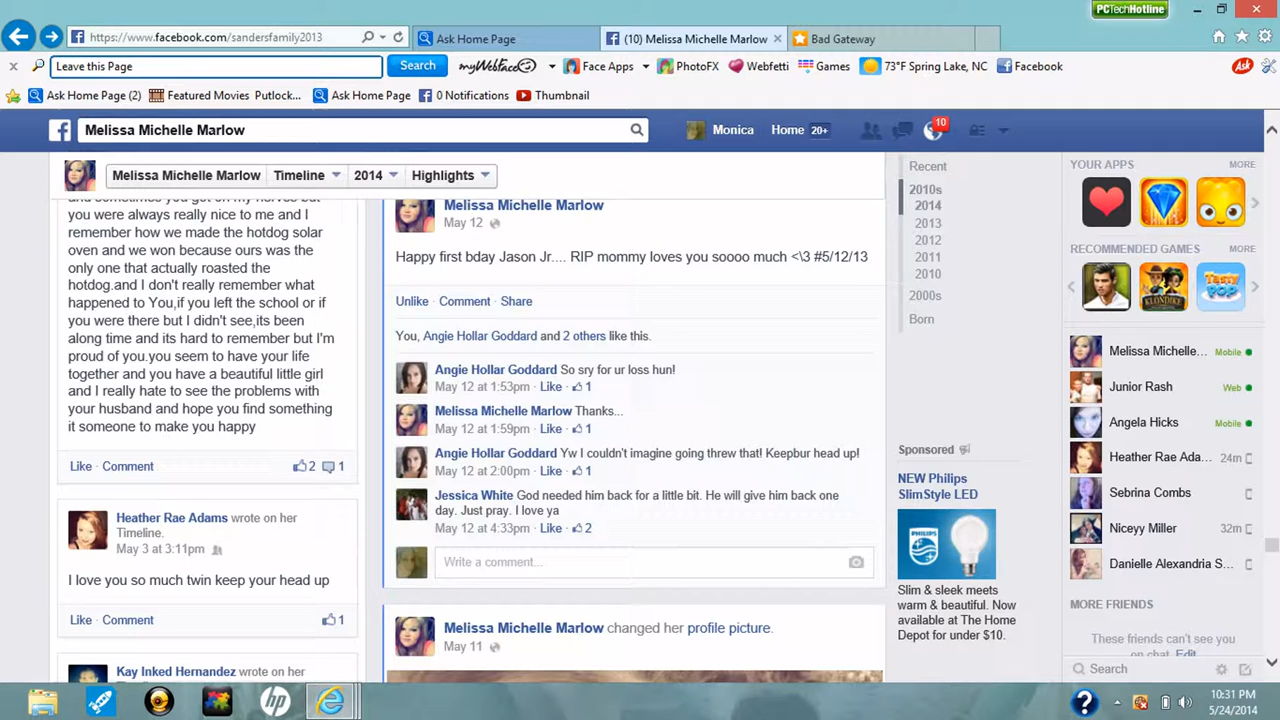 PCTechHotline
https://www.facebook.com/sandersfamily2013
Ask Home Page
(10) Melissa Michelle Marlow
Bad Gateway
Leave this Page
Search
myWebface
Face Apps
PhotoFX
Webfetti
Games
73°F Spring Lake, NC
Facebook
Ask
Ask Home Page (2)
Featured Movies Putlock...
Ask Home Page
0 Notifications
Thumbnail
Melissa Michelle Marlow
Monica
Home 20+
10
Melissa Michelle Marlow
Timeline
2014
Highlights
and sometimes you get on my nerves but
you were always really nice to me and I
remember how we made the hotdog solar
oven and we won because ours was the
only one that actually roasted the
hotdog.and I don't really remember what
happened to You,if you left the school or if
you were there but I didn't see,its been
along time and its hard to remember but I'm
proud of you.you seem to have your life
together and you have a beautiful little girl
and I really hate to see the problems with
your husband and hope you find something
it someone to make you happy
Like · Comment
2 1
Heather Rae Adams wrote on her
Timeline.
May 3 at 3:11pm
I love you so much twin keep your head up
Like · Comment
1
Kay Inked Hernandez wrote on her
Melissa Michelle Marlow
May 12
Happy first bday Jason Jr.... RIP mommy loves you soooo much <\3 #5/12/13
Unlike · Comment · Share
You, Angie Hollar Goddard and 2 others like this.
Angie Hollar Goddard So sry for ur loss hun!
May 12 at 1:53pm · Like · 1
Melissa Michelle Marlow Thanks...
May 12 at 1:59pm · Like · 1
Angie Hollar Goddard Yw I couldn't imagine going threw that! Keepbur head up!
May 12 at 2:00pm · Like · 1
Jessica White God needed him back for a little bit. He will give him back one
day. Just pray. I love ya
May 12 at 4:33pm · Like · 2
Write a comment...
Melissa Michelle Marlow changed her profile picture.
May 11
Recent
2010s
2014
2013
2012
2011
2010
2000s
Born
Sponsored
NEW Philips
SlimStyle LED
PHILIPS
Slim & sleek meets
warm & beautiful. Now
available at The Home
Depot for under $10.
YOUR APPS
MORE
RECOMMENDED GAMES
MORE
KLONDIKE
TASTY POP
Melissa Michelle... Mobile
Junior Rash Web
Angela Hicks Mobile
Heather Rae Ada... 24m
Sebrina Combs
Niceyy Miller 32m
Danielle Alexandria S...
MORE FRIENDS
These friends can't see you
on chat. Edit
Search
hp
10:31 PM
5/24/2014